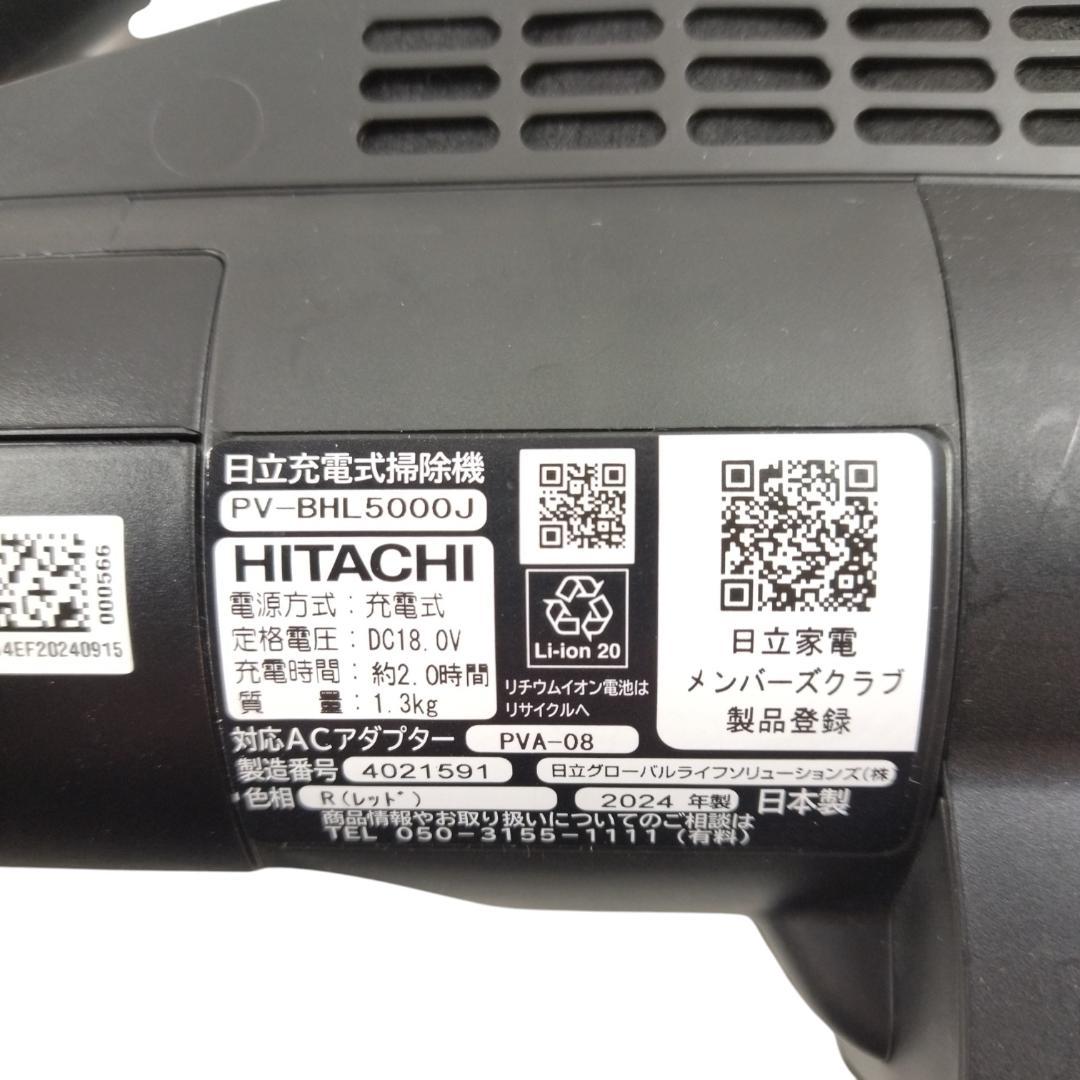 日立充電式掃除機
PV-BHL5000J
HITACHI
電源方式：充電式
定格電圧：DC18.0V
充電時間：約2.0時間
質　　量：1.3kg
Li-ion 20
リチウムイオン電池は
リサイクルへ
日立家電
メンバーズクラブ
製品登録
対応ACアダプター PVA-08
製造番号 4021591 日立グローバルライフソリューションズ(株
色相 R(レッド) 2024 年製 日本製
商品情報やお取り扱いについてのご相談は
TEL 050-3155-1111 (有料)
000566
4EF20240915